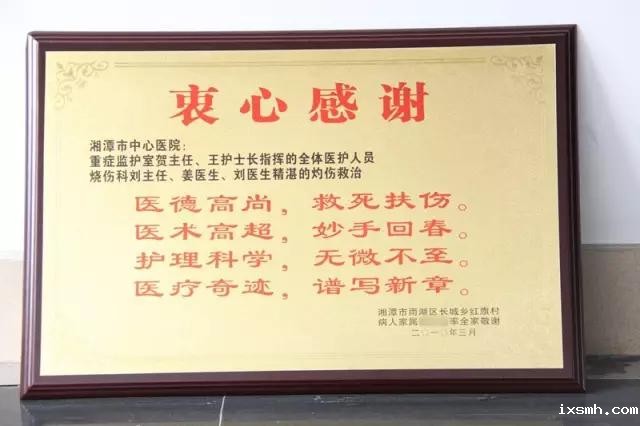 衷心感谢
湘潭市中心医院：
重症监护室贺主任、王护士长指挥的全体医护人员
烧伤科刘主任、姜医生、刘医生精湛的灼伤救治
医德高尚，救死扶伤。
医术高超，妙手回春。
护理科学，无微不至。
医疗奇迹，谱写新章。
湘潭市雨湖区长城乡红旗村
病人家属 率全家敬谢
二 一 年三月
ixsmh.com